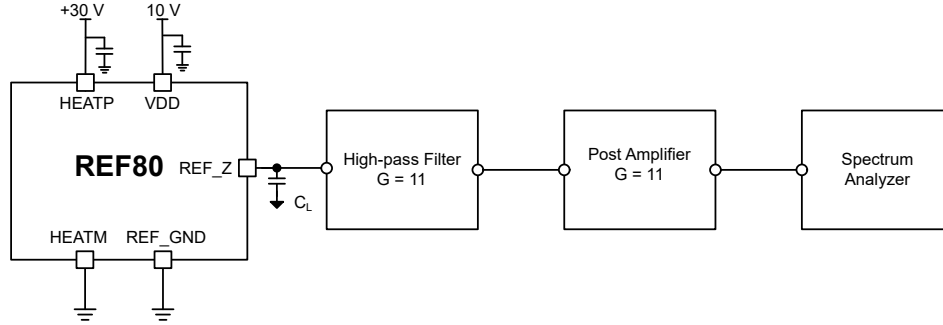 +30 V
10 V
HEATP
VDD
REF80
REF_Z
C_L
HEATM
REF_GND
High-pass Filter
G = 11
Post Amplifier
G = 11
Spectrum
Analyzer